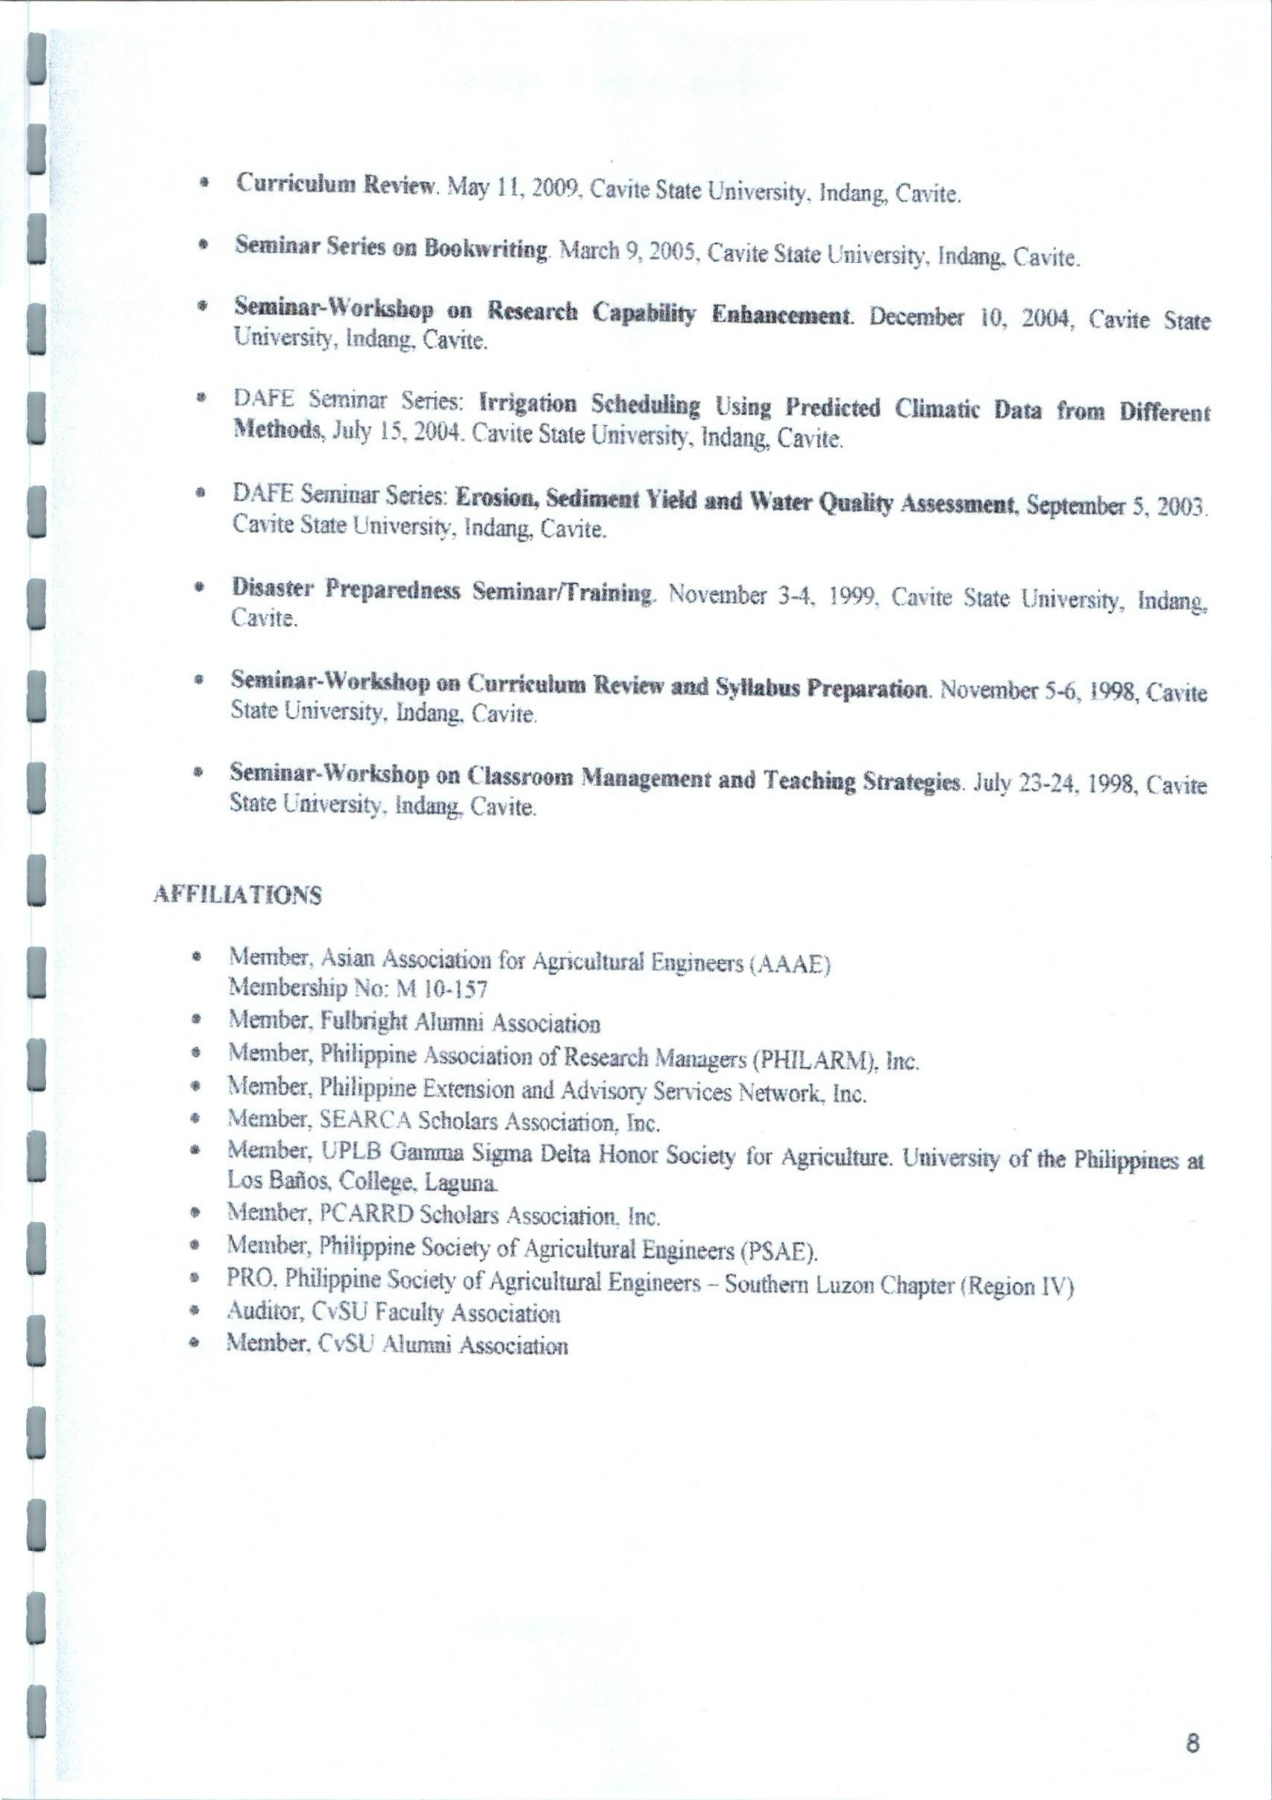 • Curriculum Review. May 11, 2009, Cavite State University, Indang, Cavite.
• Seminar Series on Bookwriting. March 9, 2005, Cavite State University, Indang, Cavite.
• Seminar-Workshop on Research Capability Enhancement. December 10, 2004, Cavite State
University, Indang, Cavite.
• DAFE Seminar Series: Irrigation Scheduling Using Predicted Climatic Data from Different
Methods, July 15, 2004. Cavite State University, Indang, Cavite.
• DAFE Seminar Series: Erosion, Sediment Yield and Water Quality Assessment, September 5, 2003.
Cavite State University, Indang, Cavite.
• Disaster Preparedness Seminar/Training. November 3-4, 1999, Cavite State University, Indang,
Cavite.
• Seminar-Workshop on Curriculum Review and Syllabus Preparation. November 5-6, 1998, Cavite
State University, Indang, Cavite.
• Seminar-Workshop on Classroom Management and Teaching Strategies. July 23-24, 1998, Cavite
State University, Indang, Cavite.
AFFILIATIONS
• Member, Asian Association for Agricultural Engineers (AAAE)
Membership No: M 10-157
• Member, Fulbright Alumni Association
• Member, Philippine Association of Research Managers (PHILARM), Inc.
• Member, Philippine Extension and Advisory Services Network, Inc.
• Member, SEARCA Scholars Association, Inc.
• Member, UPLB Gamma Sigma Delta Honor Society for Agriculture. University of the Philippines at
Los Baños, College, Laguna.
• Member, PCARRD Scholars Association, Inc.
• Member, Philippine Society of Agricultural Engineers (PSAE).
• PRO, Philippine Society of Agricultural Engineers – Southern Luzon Chapter (Region IV)
• Auditor, CvSU Faculty Association
• Member, CvSU Alumni Association
8